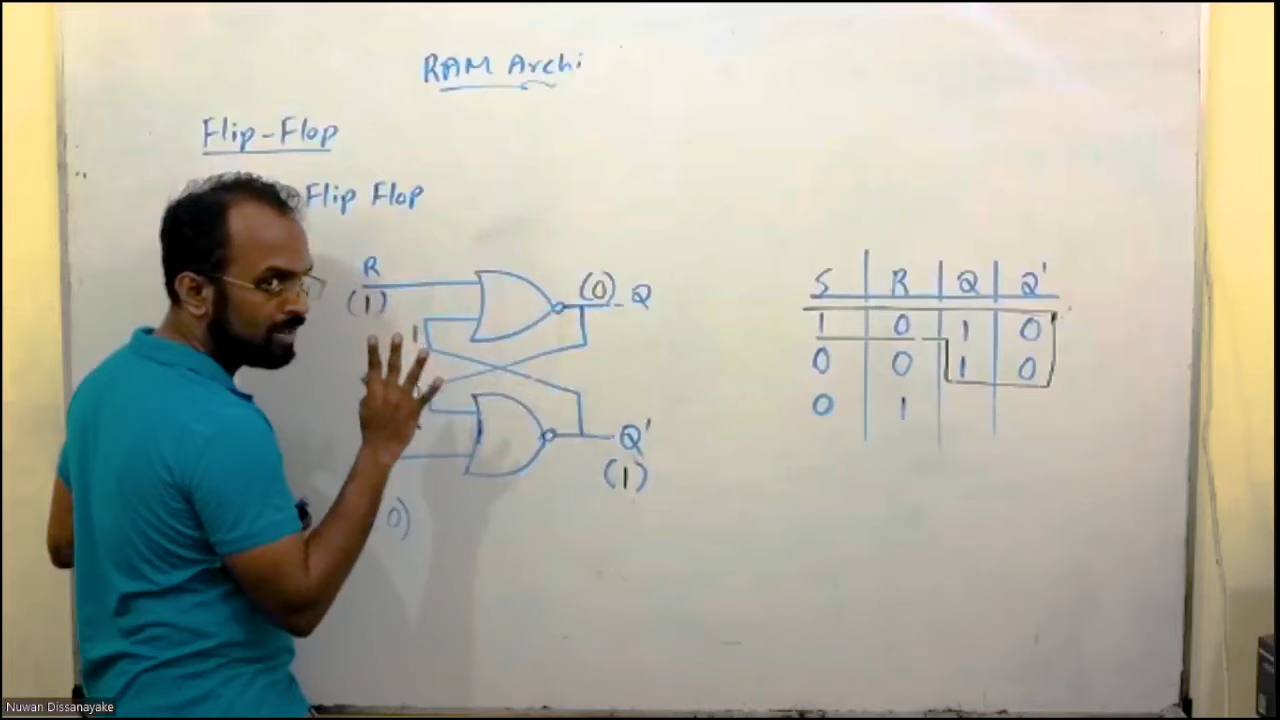 RAM Archi
Flip-Flop
Flip Flop
R
(1)
1
(0) Q
Q'
(1)
0)
S R Q Q'
1 0 1 0
0 0 1 0
0 1
Nuwan Dissanayake